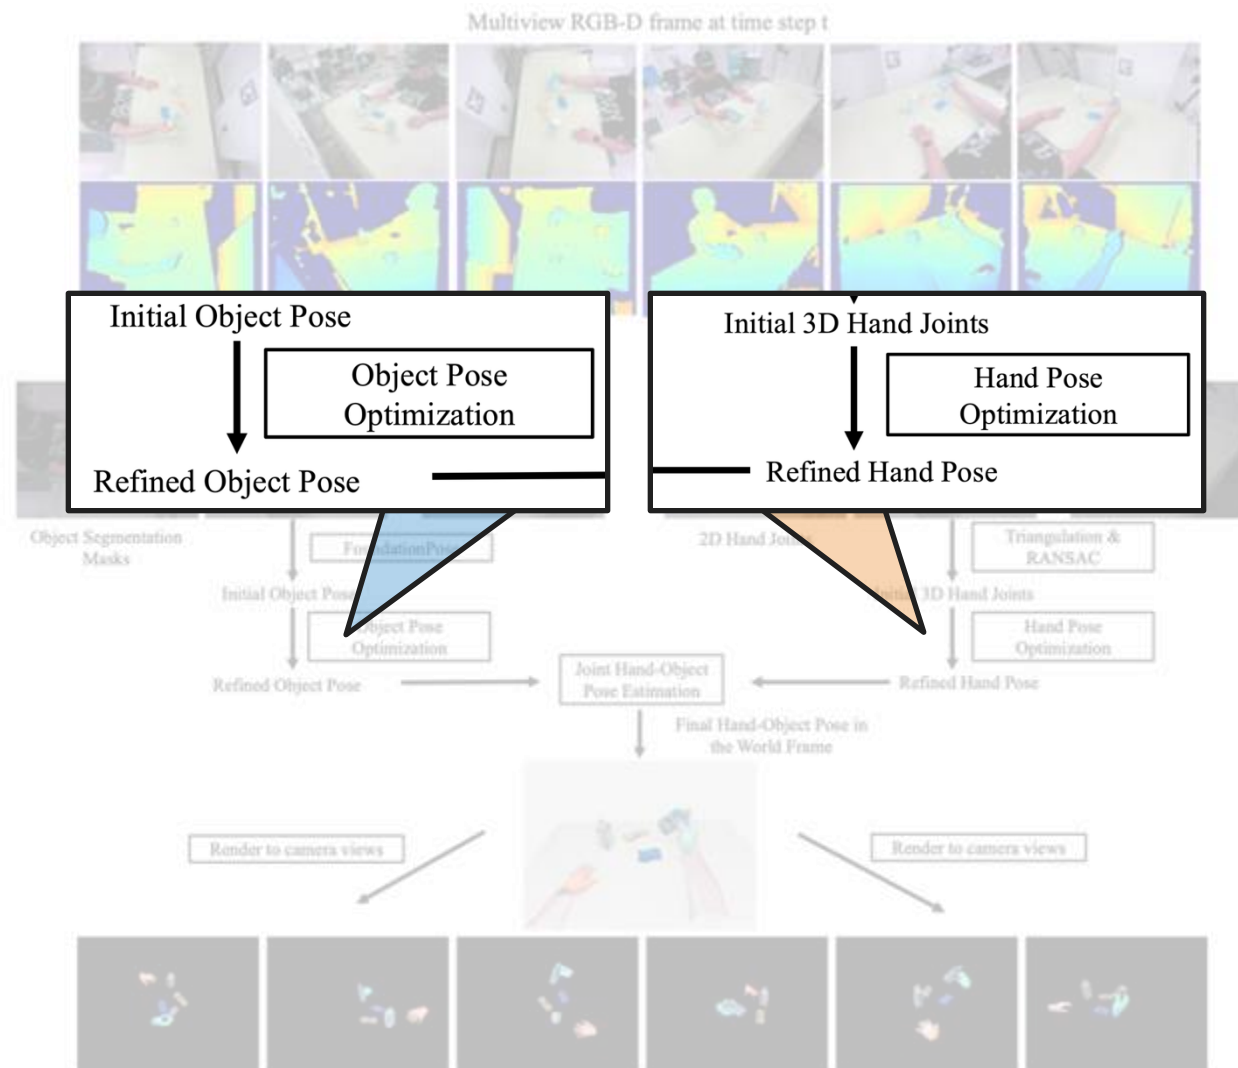 Multiview RGB-D frame at time step t
Initial Object Pose
Object Pose
Optimization
Refined Object Pose
Initial 3D Hand Joints
Hand Pose
Optimization
Refined Hand Pose
Object Segmentation
Masks
FoundationPose
Initial Object Pose
Object Pose
Optimization
Refined Object Pose
2D Hand Joints
Triangulation &
RANSAC
Initial 3D Hand Joints
Hand Pose
Optimization
Refined Hand Pose
Joint Hand-Object
Pose Estimation
Final Hand-Object Pose in
the World Frame
Render to camera views
Render to camera views